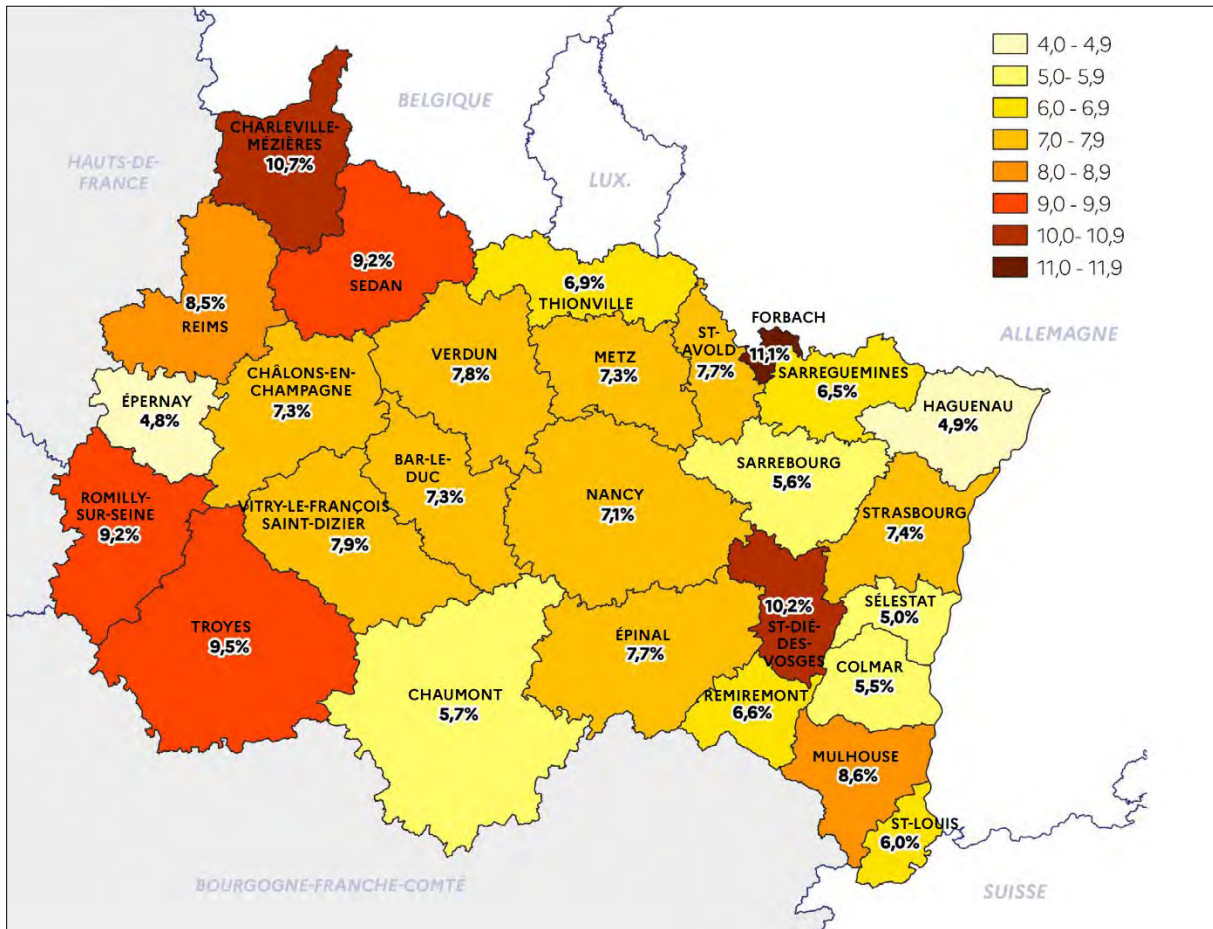 4,0 - 4,9
5,0- 5,9
6,0 - 6,9
7,0 - 7,9
8,0 - 8,9
9,0 - 9,9
10,0- 10,9
11,0 - 11,9
BELGIQUE
HAUTS-DE-
FRANCE
LUX.
ALLEMAGNE
CHARLEVILLE-
MÉZIÈRES
10,7%
9,2%
SEDAN
8,5%
REIMS
6,9%
THIONVILLE
FORBACH
11,1%
ST-
AVOLD
7,7%
VERDUN
7,8%
METZ
7,3%
SARREGUEMINES
6,5%
CHÂLONS-EN-
CHAMPAGNE
7,3%
ÉPERNAY
4,8%
HAGUENAU
4,9%
BAR-LE-
DUC
7,3%
SARREBOURG
5,6%
ROMILLY-
SUR-SEINE
9,2%
VITRY-LE-FRANÇOIS
SAINT-DIZIER
7,9%
NANCY
7,1%
STRASBOURG
7,4%
TROYES
9,5%
10,2%
ST-DIÉ-
DES-
VOSGES
SÉLESTAT
5,0%
ÉPINAL
7,7%
COLMAR
5,5%
CHAUMONT
5,7%
REMIREMONT
6,6%
MULHOUSE
8,6%
ST-LOUIS
6,0%
BOURGOGNE-FRANCHE-COMTÉ
SUISSE